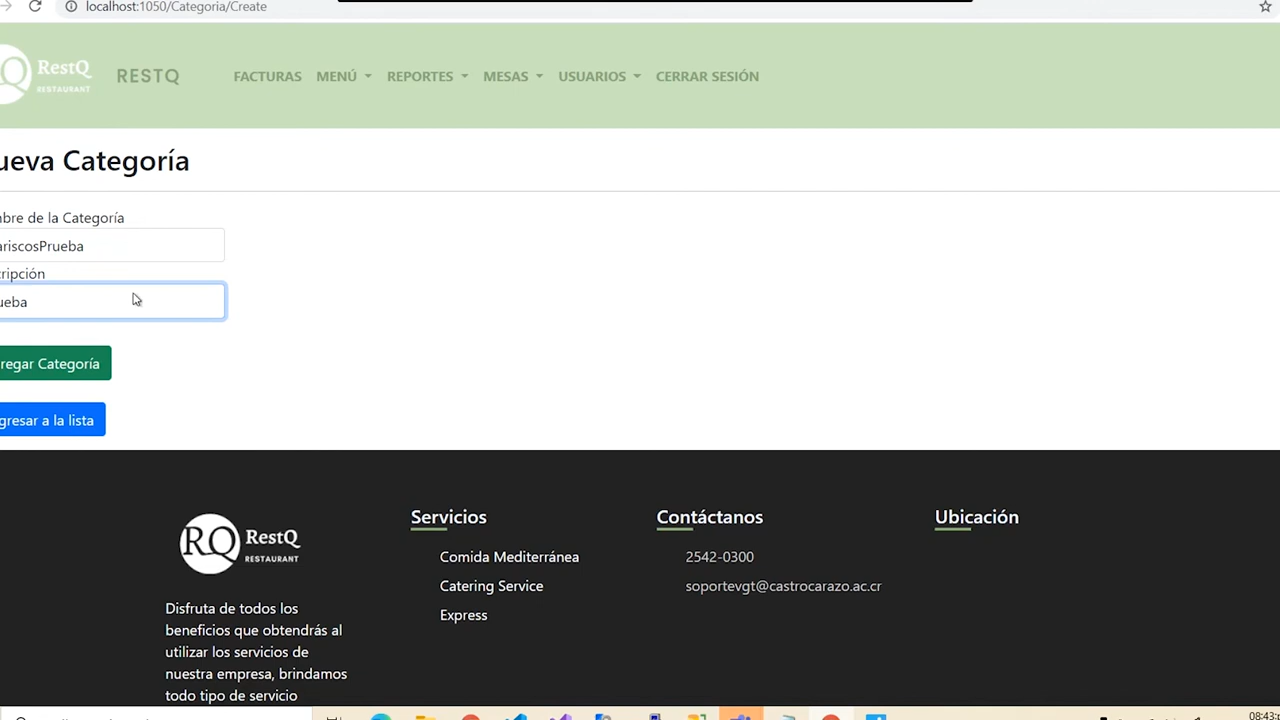 localhost:1050/Categoria/Create
RestQ
RESTAURANT
RESTQ
FACTURAS MENÚ REPORTES MESAS USUARIOS CERRAR SESIÓN
ueva Categoría
nbre de la Categoría
ariscosPrueba
cripción
ueba
regar Categoría
gresar a la lista
RQ RestQ
RESTAURANT
Disfruta de todos los
beneficios que obtendrás al
utilizar los servicios de
nuestra empresa, brindamos
todo tipo de servicio
Servicios
Comida Mediterránea
Catering Service
Express
Contáctanos
2542-0300
soportevgt@castrocarazo.ac.cr
Ubicación
08:43